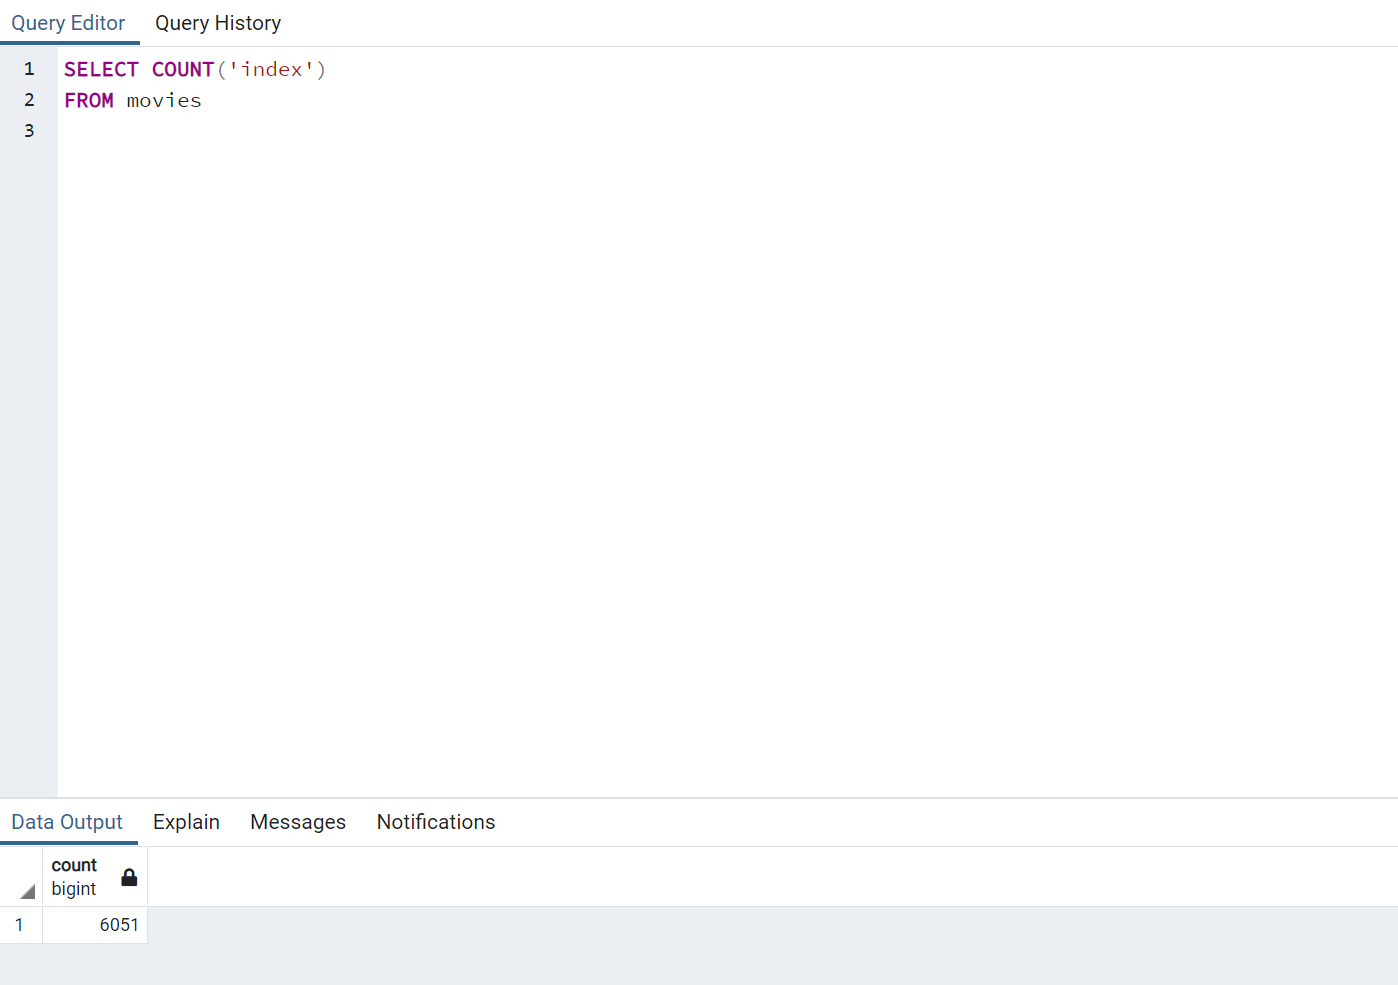 Query Editor Query History
1 SELECT COUNT('index')
2 FROM movies
3
Data Output Explain Messages Notifications
count
bigint
1 6051